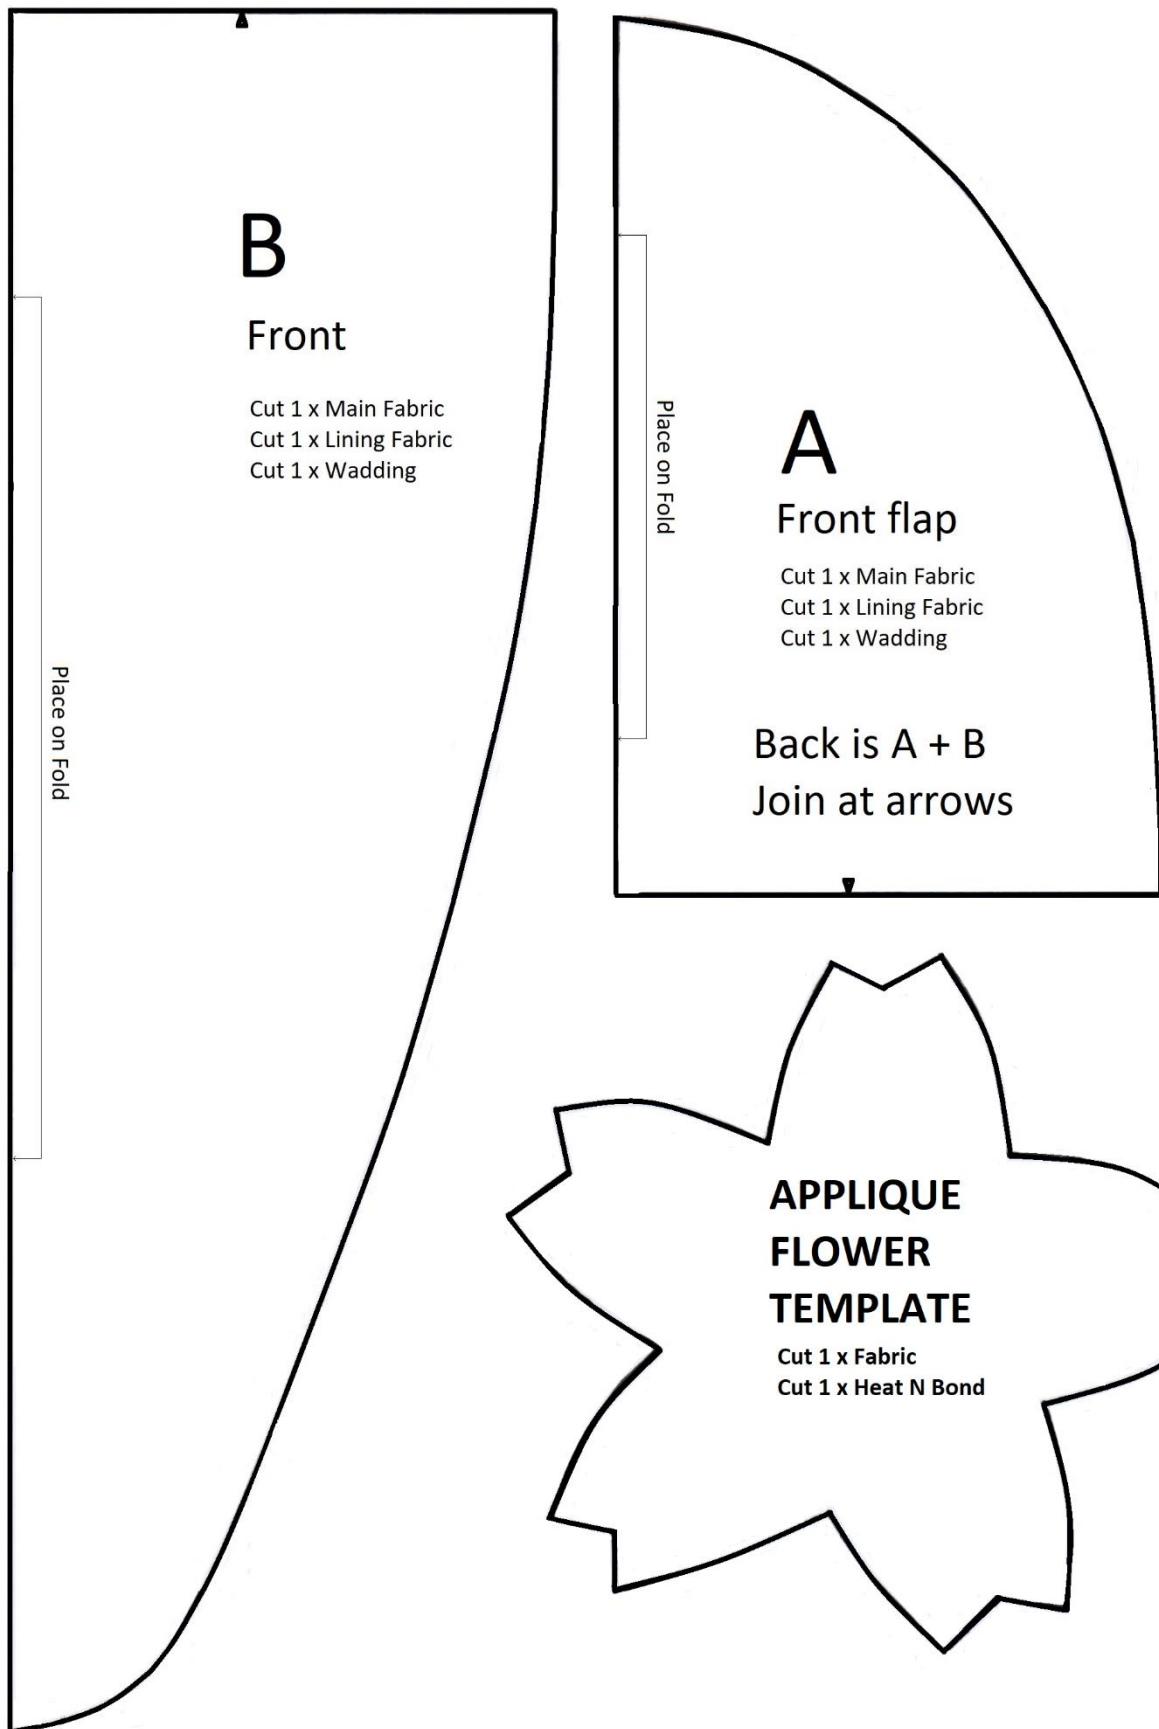 B
Front
Cut 1 x Main Fabric
Cut 1 x Lining Fabric
Cut 1 x Wadding
Place on Fold
Place on Fold
A
Front flap
Cut 1 x Main Fabric
Cut 1 x Lining Fabric
Cut 1 x Wadding
Back is A + B
Join at arrows
APPLIQUE
FLOWER
TEMPLATE
Cut 1 x Fabric
Cut 1 x Heat N Bond